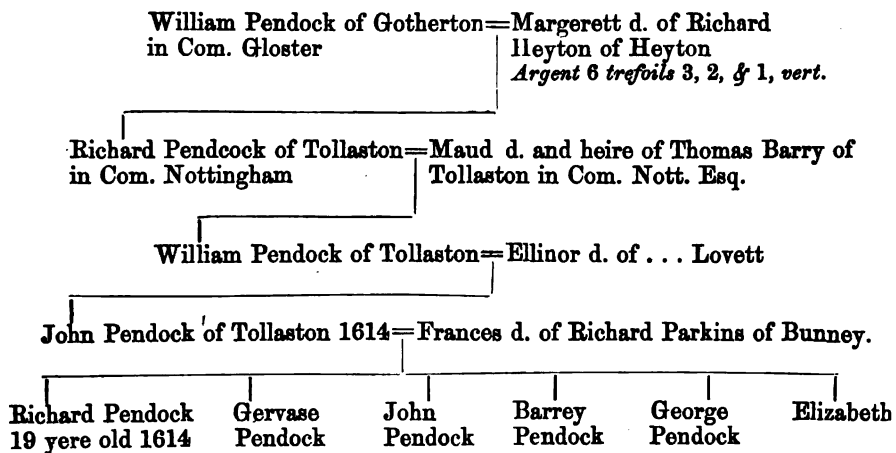 William Pendock of Gotherton=Margerett d. of Richard
in Com. Gloster lleyton of Heyton
Argent 6 trefoils 3, 2, & 1, vert.
Richard Pendcock of Tollaston=Maud d. and heire of Thomas Barry of
in Com. Nottingham Tollaston in Com. Nott. Esq.
William Pendock of Tollaston=Ellinor d. of . . . Lovett
John Pendock of Tollaston 1614=Frances d. of Richard Parkins of Bunney.
Richard Pendock
19 yere old 1614
Gervase
Pendock
John
Pendock
Barrey
Pendock
George
Pendock
Elizabeth